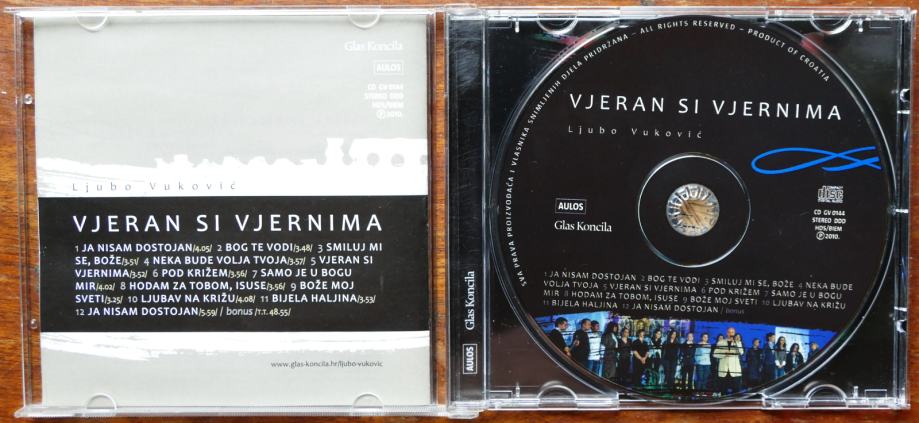 Glas Koncila
AULOS
CD GV 0144
STEREO DDD
HDS/BIEM
Ⓟ2010.
Ljubo Vuković
VJERAN SI VJERNIMA
1 JA NISAM DOSTOJAN/4.05/ 2 BOG TE VODI/3.48/ 3 SMILUJ MI
SE, BOŽE/3.51/ 4 NEKA BUDE VOLJA TVOJA/3.57/ 5 VJERAN SI
VJERNIMA/3.52/ 6 POD KRIŽEM/3.56/ 7 SAMO JE U BOGU
MIR/4.02/ 8 HODAM ZA TOBOM, ISUSE/3.56/ 9 BOŽE MOJ
SVETI/3.25/ 10 LJUBAV NA KRIŽU/4.08/ 11 BIJELA HALJINA/3.53/
12 JA NISAM DOSTOJAN/5.59/ / bonus /T.T. 48.55/
www.glas-koncila.hr/ljubo-vukovic
AULOS Glas Koncila
SVA PRAVA PROIZVOĐAČA I VLASNIKA SNIMLJENIH DJELA PRIDRŽANA – ALL RIGHTS RESERVED – PRODUCT OF CROATIA
VJERAN SI VJERNIMA
Ljubo Vuković
AULOS
Glas Koncila
COMPACT
disc
DIGITAL AUDIO
CD GV 0144
STEREO DDD
HDS/BIEM
Ⓟ2010.
1 JA NISAM DOSTOJAN 2 BOG TE VODI 3 SMILUJ MI SE, BOŽE 4 NEKA BUDE
VOLJA TVOJA 5 VJERAN SI VJERNIMA 6 POD KRIŽEM 7 SAMO JE U BOGU
MIR 8 HODAM ZA TOBOM, ISUSE 9 BOŽE MOJ SVETI 10 LJUBAV NA KRIŽU
11 BIJELA HALJINA 12 JA NISAM DOSTOJAN /bonus